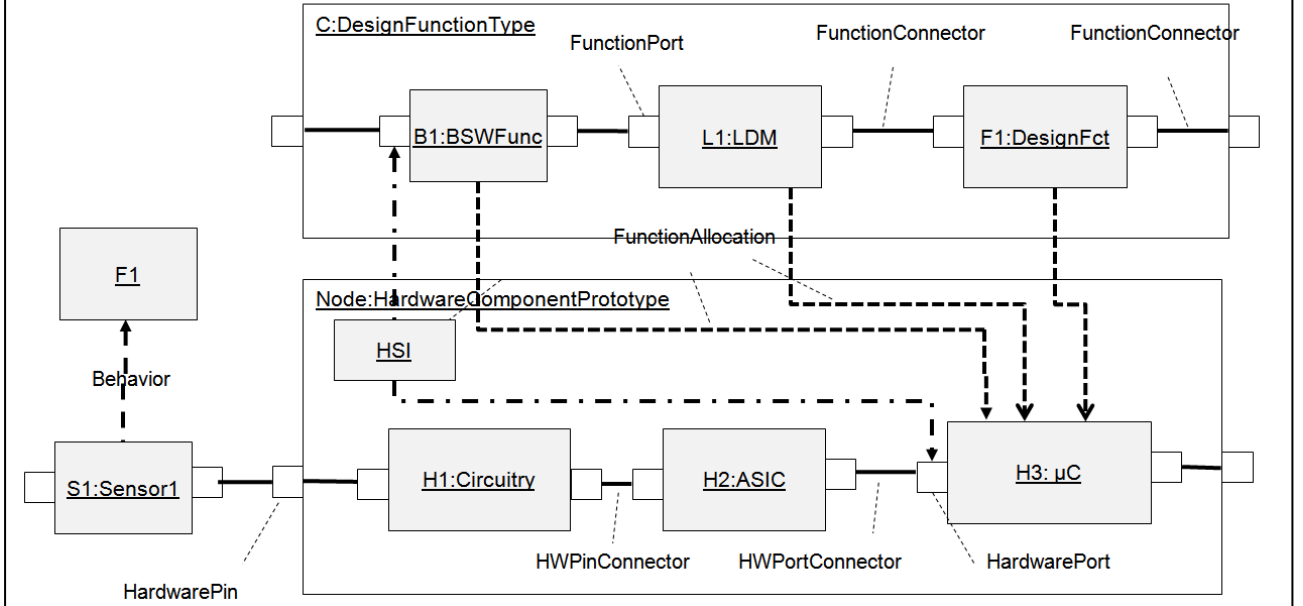 C:DesignFunctionType
FunctionPort
FunctionConnector
FunctionConnector
B1:BSWFunc
L1:LDM
F1:DesignFct
FunctionAllocation
F1
Node:HardwareComponentPrototype
HSI
Behavior
S1:Sensor1
H1:Circuitry
H2:ASIC
H3: µC
HWPinConnector
HWPortConnector
HardwarePort
HardwarePin